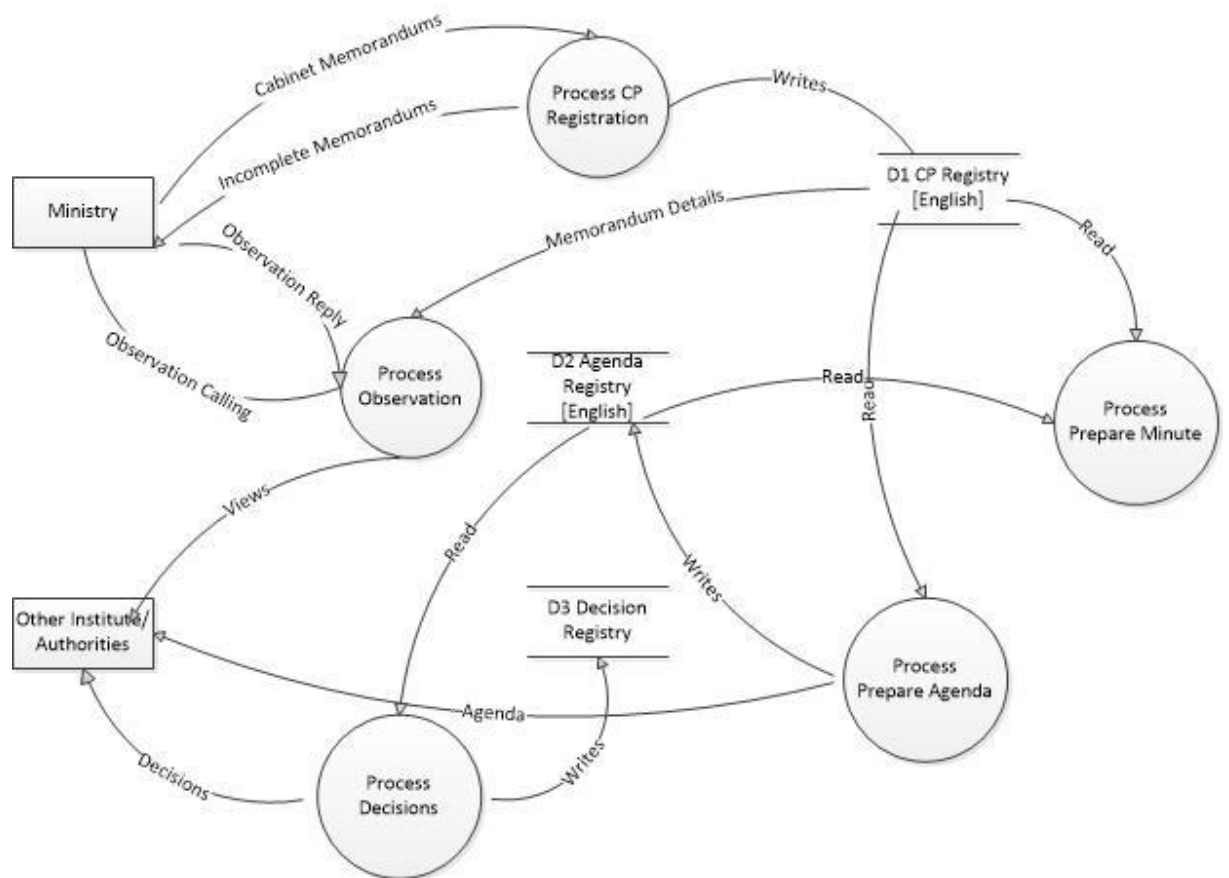 Cabinet Memorandums
Process CP
Registration
Writes
Incomplete Memorandums
D1 CP Registry
[English]
Ministry
Memorandum Details
Read
Observation Reply
Observation Calling
Process
Observation
D2 Agenda
Registry
[English]
Read
Read
Process
Prepare Minute
Views
Read
Writes
Other Institute/
Authorities
D3 Decision
Registry
Process
Prepare Agenda
Agenda
Decisions
Process
Decisions
Writes